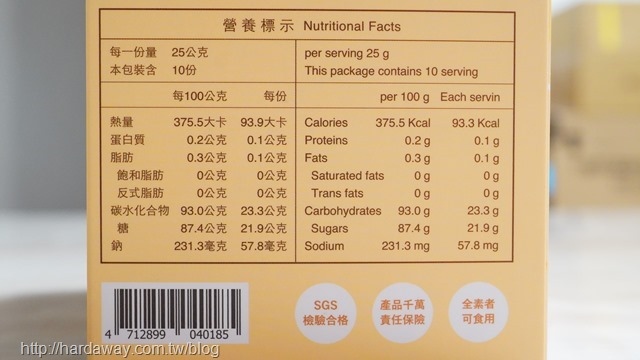 營養標示 Nutritional Facts
每一份量 25公克 per serving 25 g
本包裝含 10份 This package contains 10 serving
每100公克 每份 per 100 g Each servin
熱量 375.5大卡 93.9大卡 Calories 375.5 Kcal 93.3 Kcal
蛋白質 0.2公克 0.1公克 Proteins 0.2 g 0.1 g
脂肪 0.3公克 0.1公克 Fats 0.3 g 0.1 g
飽和脂肪 0公克 0公克 Saturated fats 0 g 0 g
反式脂肪 0公克 0公克 Trans fats 0 g 0 g
碳水化合物 93.0公克 23.3公克 Carbohydrates 93.0 g 23.3 g
糖 87.4公克 21.9公克 Sugars 87.4 g 21.9 g
鈉 231.3毫克 57.8毫克 Sodium 231.3 mg 57.8 mg
4 712899 040185
SGS 檢驗合格
產品千萬 責任保險
全素者 可食用
http://hardaway.com.tw/blog